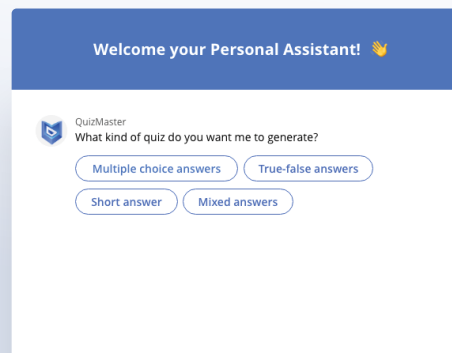 Welcome your Personal Assistant! 👋
QuizMaster
What kind of quiz do you want me to generate?
Multiple choice answers
True-false answers
Short answer
Mixed answers